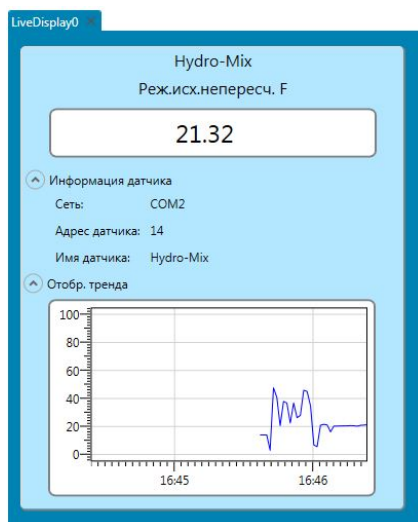 LiveDisplay0 ×
Hydro-Mix
Реж.исх.непересч. F
21.32
Информация датчика
Сеть: COM2
Адрес датчика: 14
Имя датчика: Hydro-Mix
Отобр. тренда
100
80
60
40
20
0
16:45 16:46